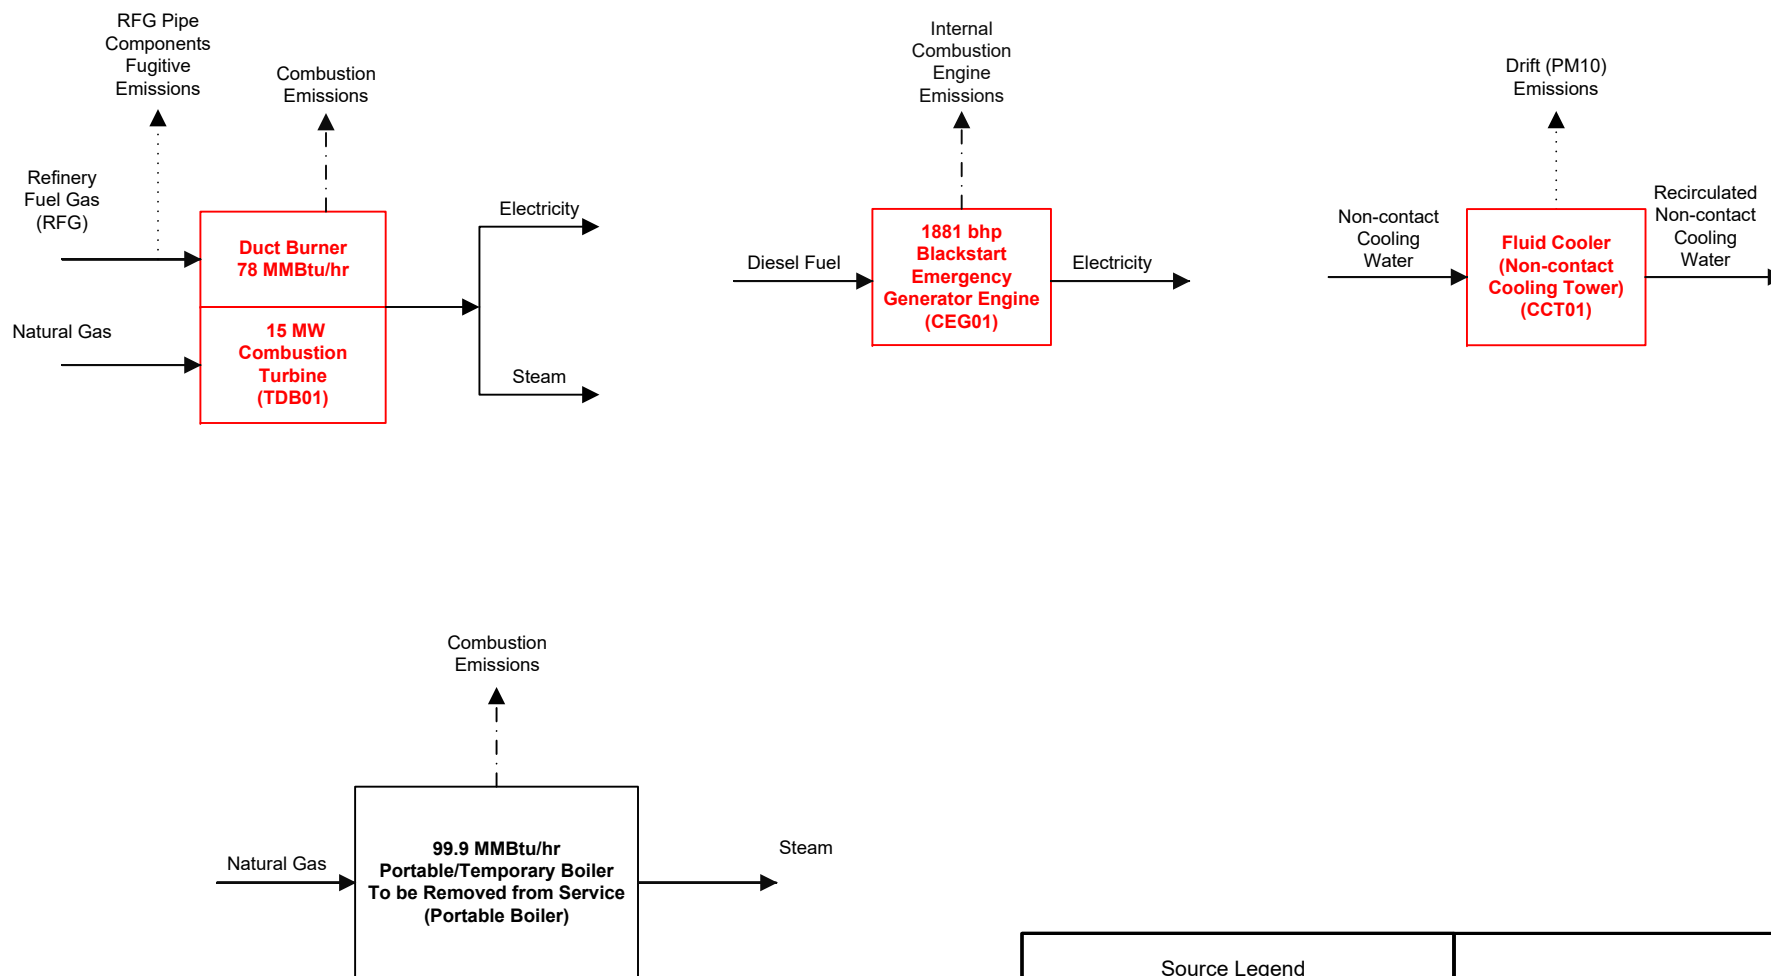 RFG Pipe
Components
Fugitive
Emissions
Combustion
Emissions
Refinery
Fuel Gas
(RFG)
Natural Gas
Duct Burner
78 MMBtu/hr
15 MW
Combustion
Turbine
(TDB01)
Electricity
Steam
Internal
Combustion
Engine
Emissions
Diesel Fuel
1881 bhp
Blackstart
Emergency
Generator Engine
(CEG01)
Electricity
Drift (PM10)
Emissions
Non-contact
Cooling
Water
Fluid Cooler
(Non-contact
Cooling Tower)
(CCT01)
Recirculated
Non-contact
Cooling
Water
Combustion
Emissions
Natural Gas
99.9 MMBtu/hr
Portable/Temporary Boiler
To be Removed from Service
(Portable Boiler)
Steam
Source Legend